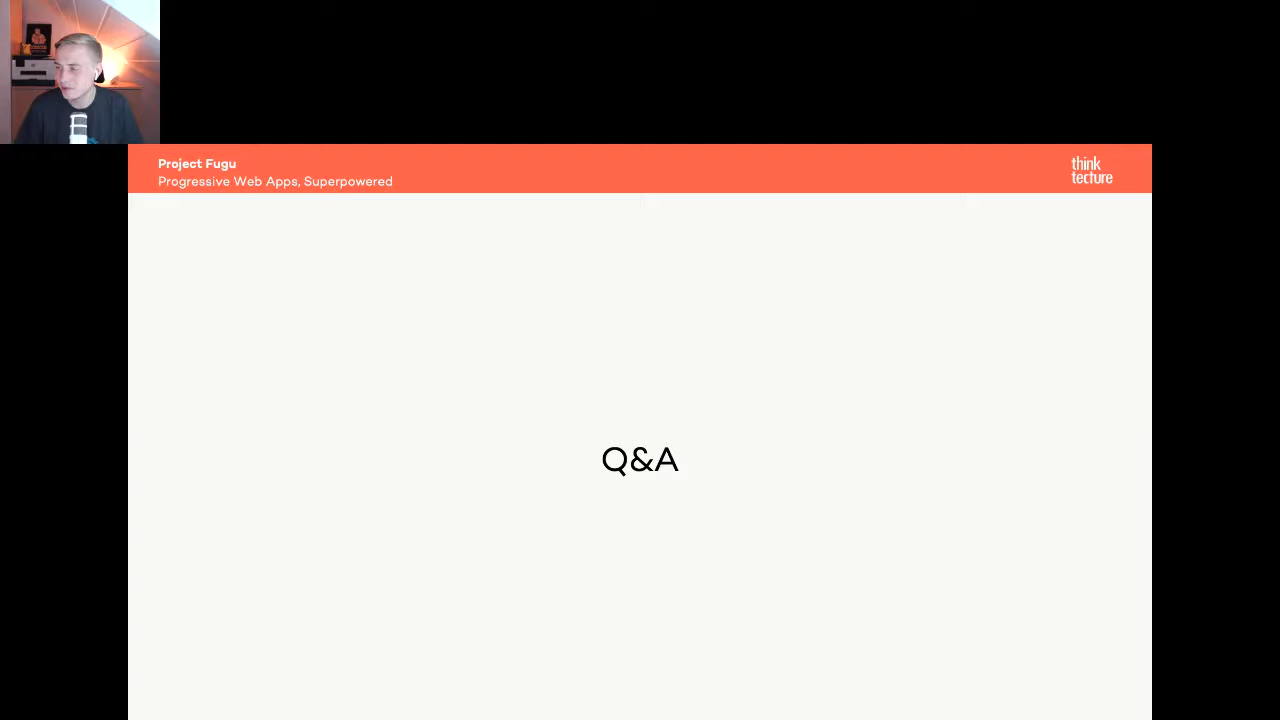 Project Fugu
Progressive Web Apps, Superpowered
think
tecture
Q&A